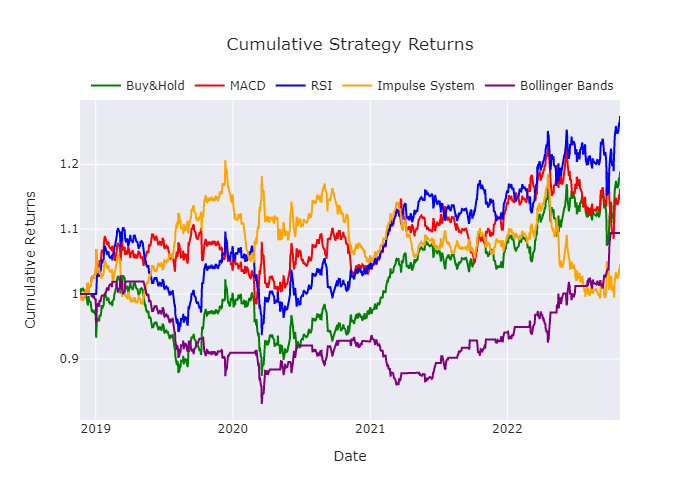 Cumulative Strategy Returns
Buy&Hold MACD RSI Impulse System Bollinger Bands
Cumulative Returns
1.2
1.1
1
0.9
2019 2020 2021 2022
Date